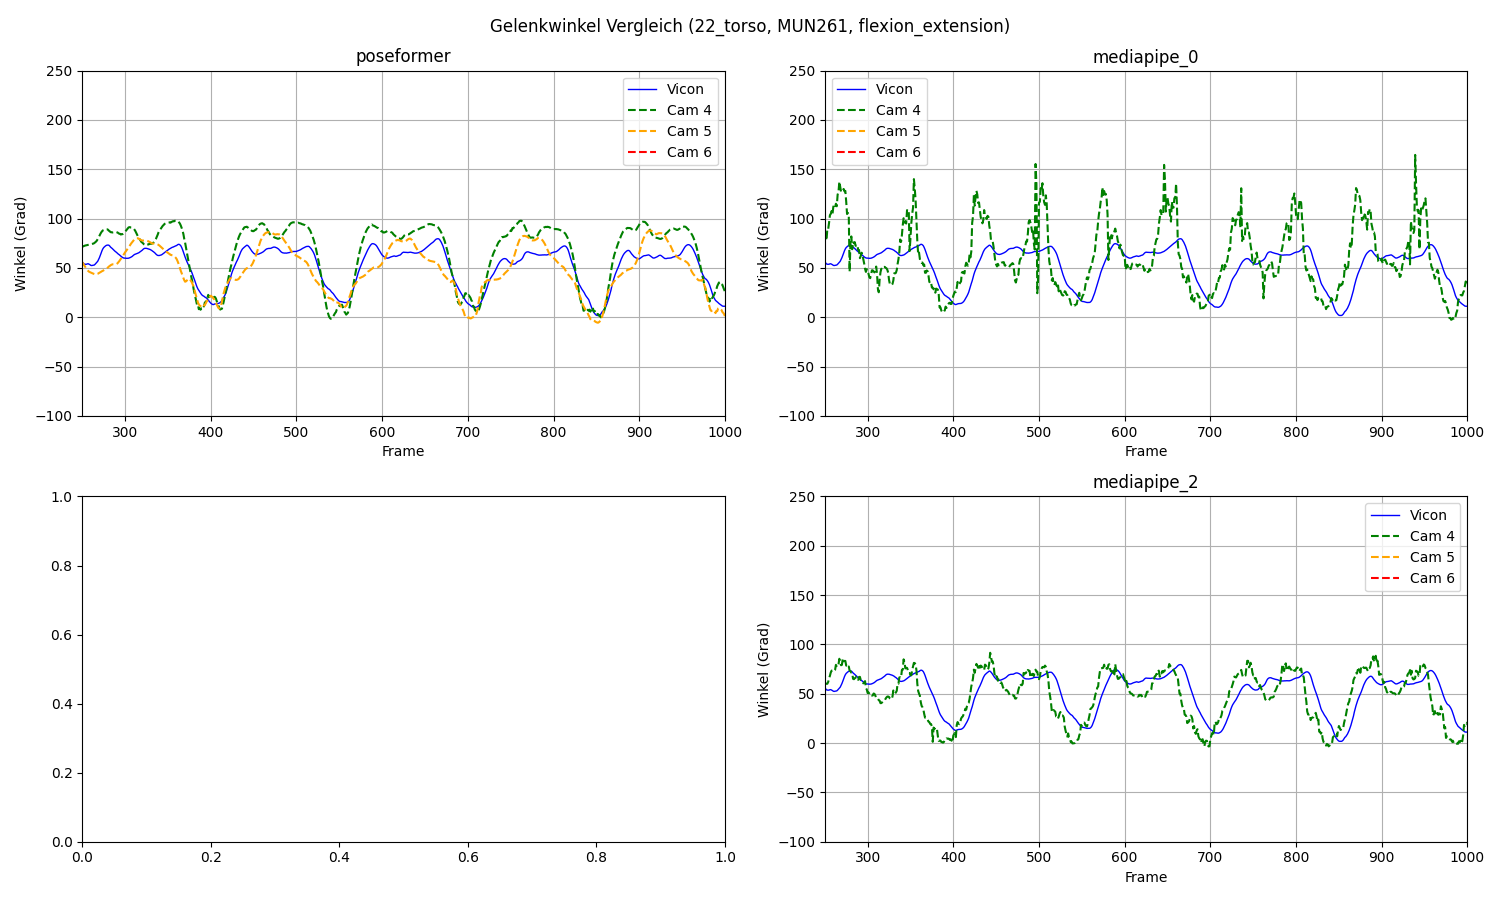 Gelenkwinkel Vergleich (22_torso, MUN261, flexion_extension)
poseformer
250
200
150
100
50
0
−50
−100
Winkel (Grad)
300 400 500 600 700 800 900 1000
Frame
Vicon
Cam 4
Cam 5
Cam 6
mediapipe_0
250
200
150
100
50
0
−50
−100
Winkel (Grad)
300 400 500 600 700 800 900 1000
Frame
Vicon
Cam 4
Cam 5
Cam 6
1.0
0.8
0.6
0.4
0.2
0.0
0.0 0.2 0.4 0.6 0.8 1.0
mediapipe_2
250
200
150
100
50
0
−50
−100
Winkel (Grad)
300 400 500 600 700 800 900 1000
Frame
Vicon
Cam 4
Cam 5
Cam 6